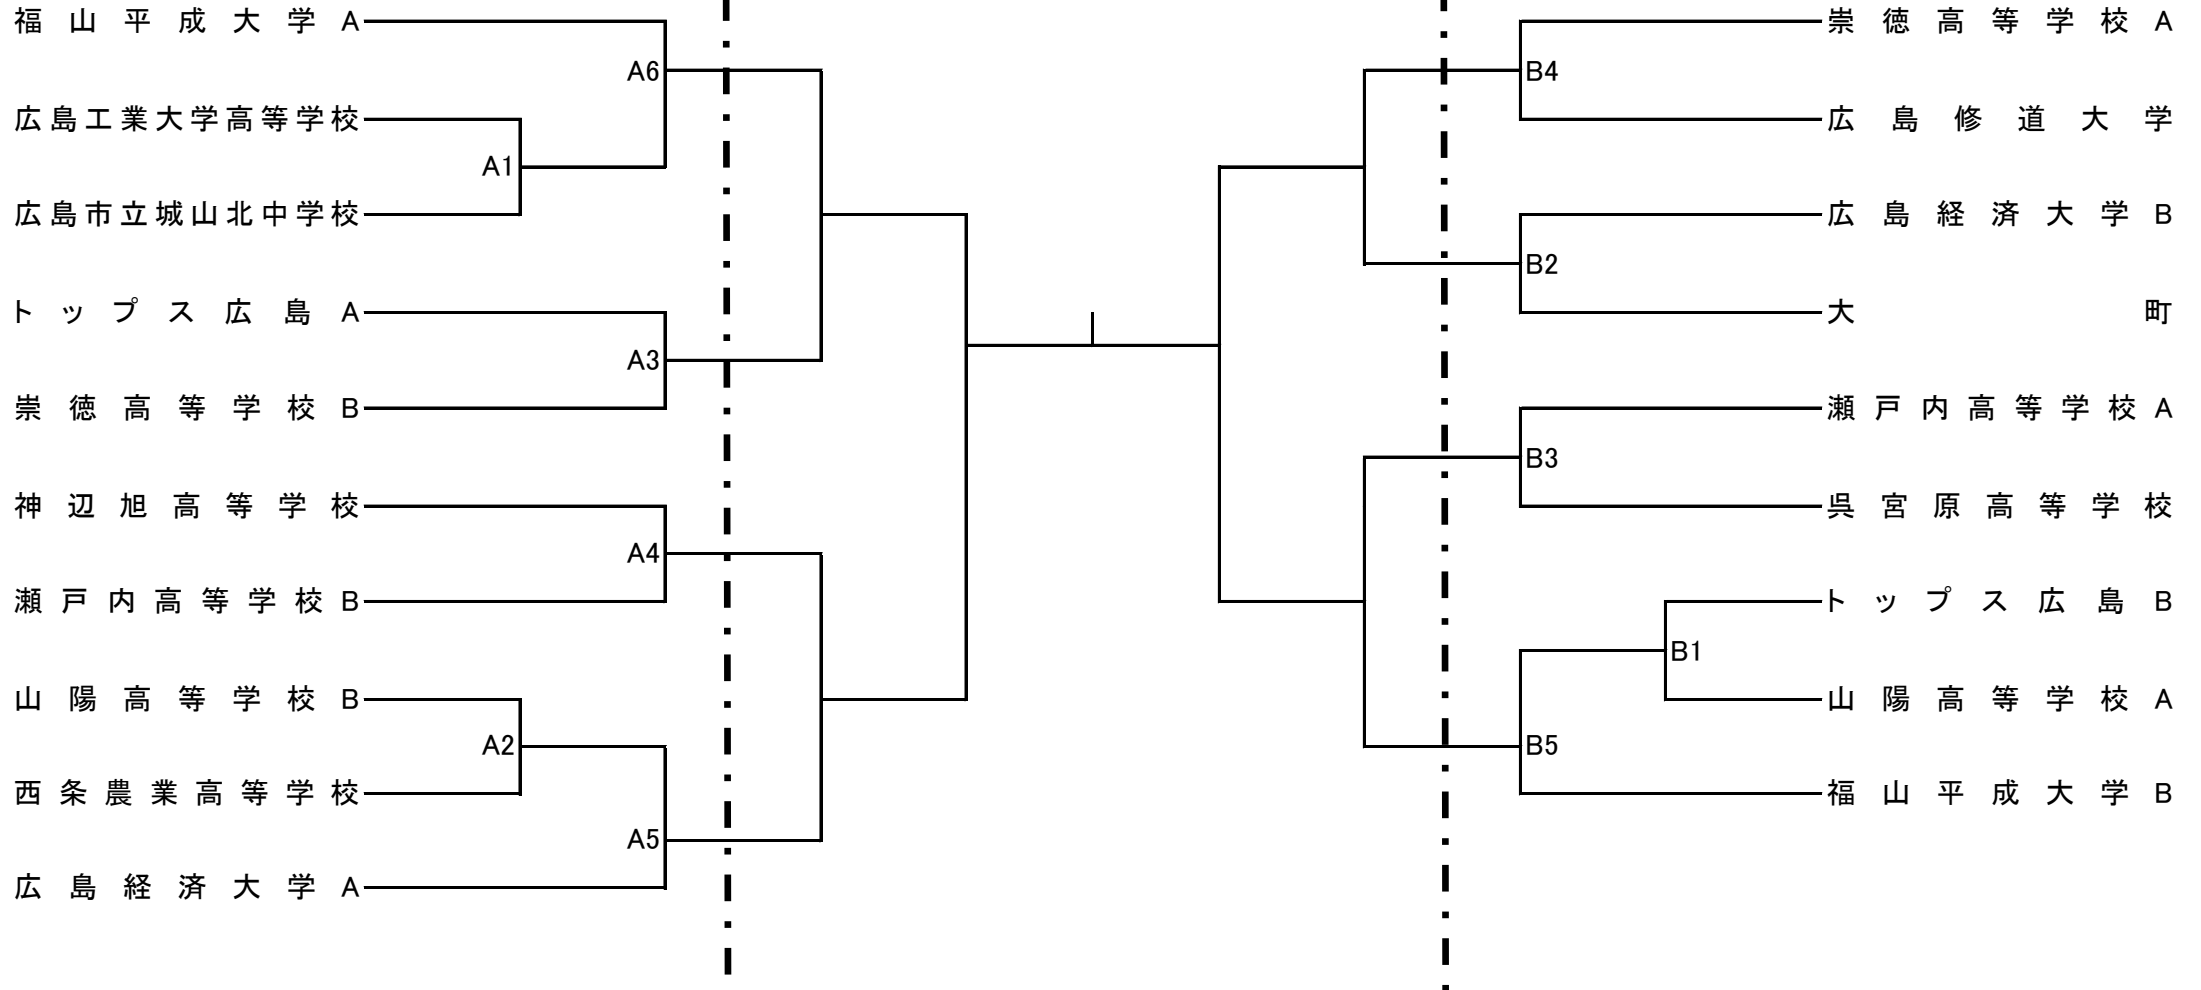 福山平成大学A
A6
広島工業大学高等学校
A1
広島市立城山北中学校
トップス広島A
A3
崇徳高等学校B
神辺旭高等学校
A4
瀬戸内高等学校B
山陽高等学校B
A2
西条農業高等学校
A5
広島経済大学A
崇徳高等学校A
B4
広島修道大学
広島経済大学B
B2
大町
瀬戸内高等学校A
B3
呉宮原高等学校
トップス広島B
B1
山陽高等学校A
B5
福山平成大学B